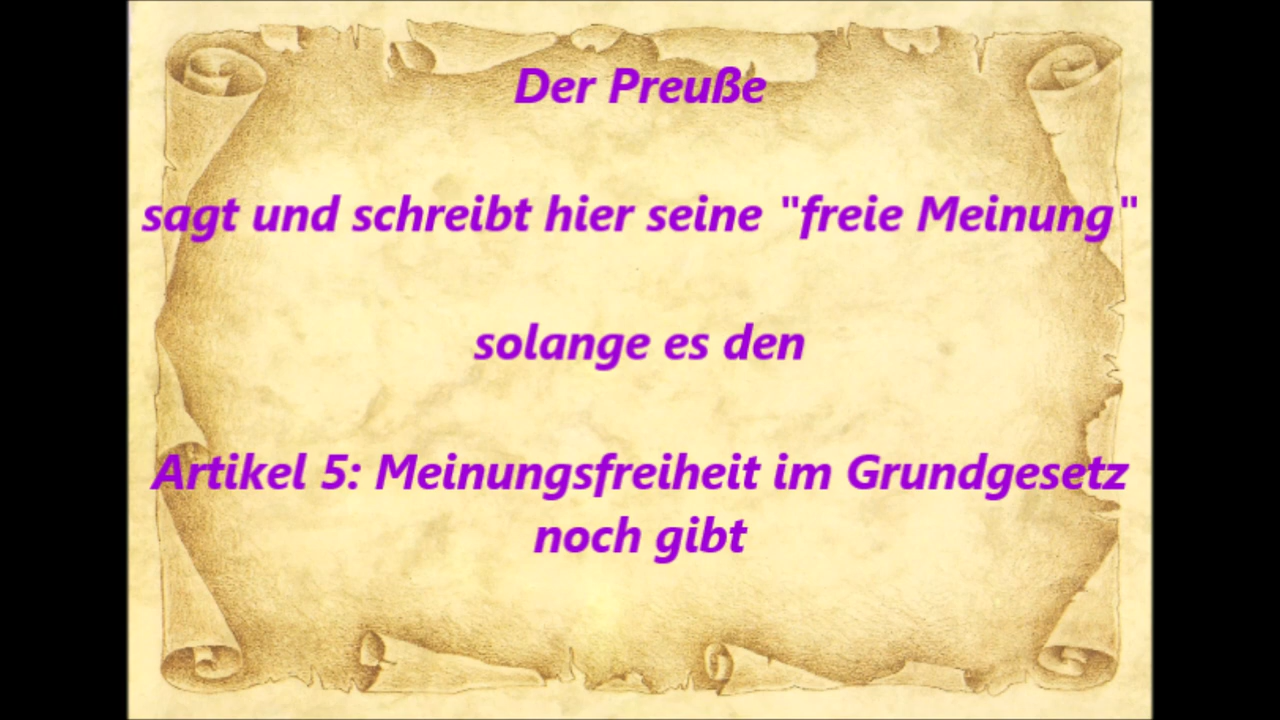 Der Preuße
sagt und schreibt hier seine "freie Meinung"
solange es den
Artikel 5: Meinungsfreiheit im Grundgesetz
noch gibt